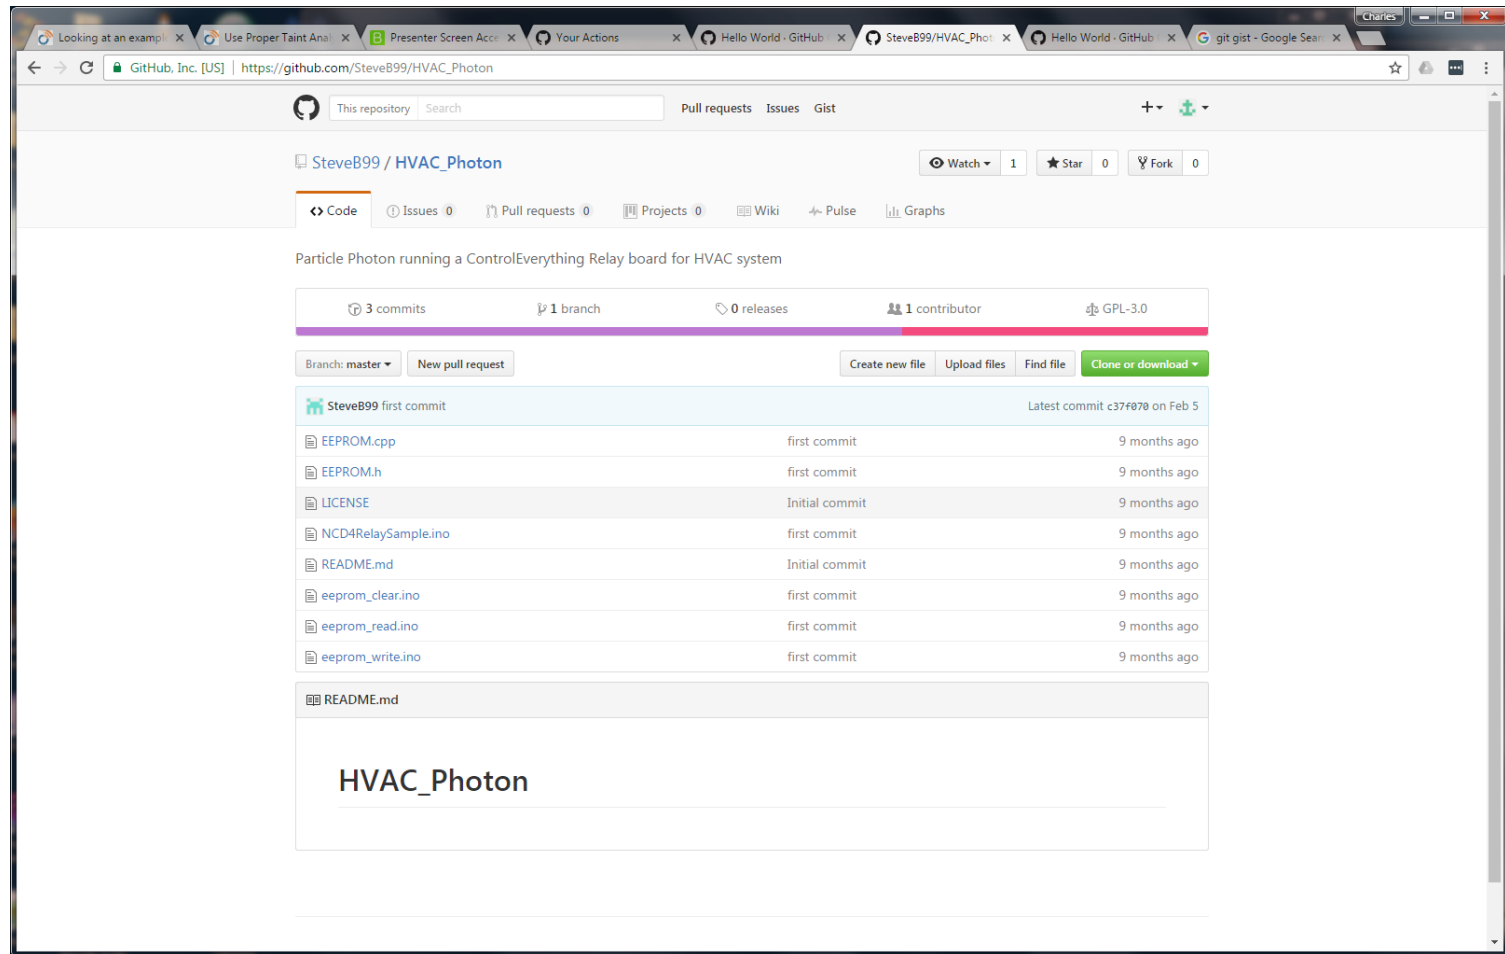 Charles
Looking at an exampl
Use Proper Taint Anal
Presenter Screen Acce
Your Actions
Hello World · GitHub
SteveB99/HVAC_Phot
Hello World · GitHub
git gist - Google Sear
GitHub, Inc. [US] | https://github.com/SteveB99/HVAC_Photon
This repository Search Pull requests Issues Gist
SteveB99 / HVAC_Photon
Watch 1 Star 0 Fork 0
Code Issues 0 Pull requests 0 Projects 0 Wiki Pulse Graphs
Particle Photon running a ControlEverything Relay board for HVAC system
3 commits 1 branch 0 releases 1 contributor GPL-3.0
Branch: master New pull request Create new file Upload files Find file Clone or download
SteveB99 first commit Latest commit c37f070 on Feb 5
EEPROM.cpp first commit 9 months ago
EEPROM.h first commit 9 months ago
LICENSE Initial commit 9 months ago
NCD4RelaySample.ino first commit 9 months ago
README.md Initial commit 9 months ago
eeprom_clear.ino first commit 9 months ago
eeprom_read.ino first commit 9 months ago
eeprom_write.ino first commit 9 months ago
README.md
HVAC_Photon